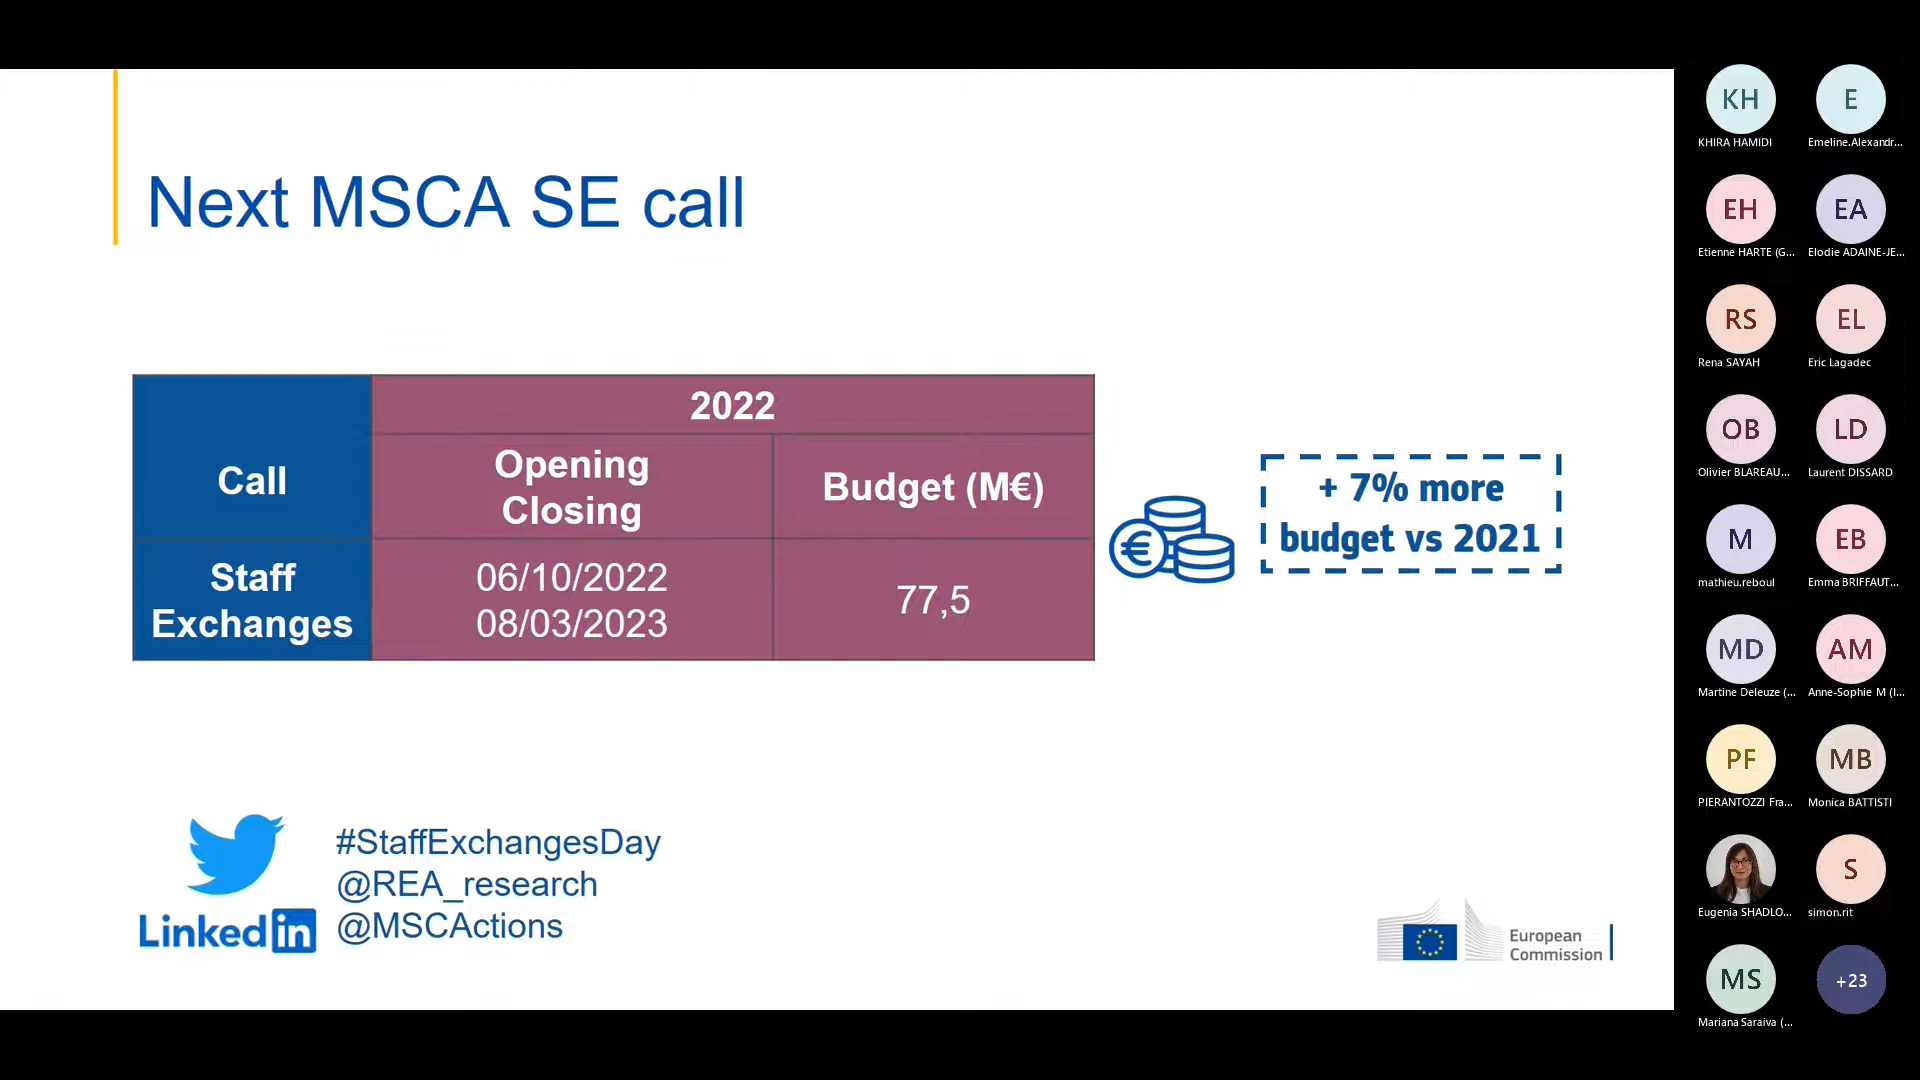 Next MSCA SE call
2022
Call
Opening
Closing
Budget (M€)
Staff
Exchanges
06/10/2022
08/03/2023
77,5
€
+ 7% more
budget vs 2021
#StaffExchangesDay
@REA_research
@MSCActions
Linked in
European
Commission
KH
KHIRA HAMIDI
E
Emeline.Alexandr...
EH
Etienne HARTE (G...
EA
Elodie ADAINE-JE...
RS
Rena SAYAH
EL
Eric Lagadec
OB
Olivier BLAREAU...
LD
Laurent DISSARD
M
mathieu.reboul
EB
Emma BRIFFAUT...
MD
Martine Deleuze (...
AM
Anne-Sophie M (I...
PF
PIERANTOZZI Fra...
MB
Monica BATTISTI
Eugenia SHADLO...
S
simon.rit
MS
Mariana Saraiva (...
+23